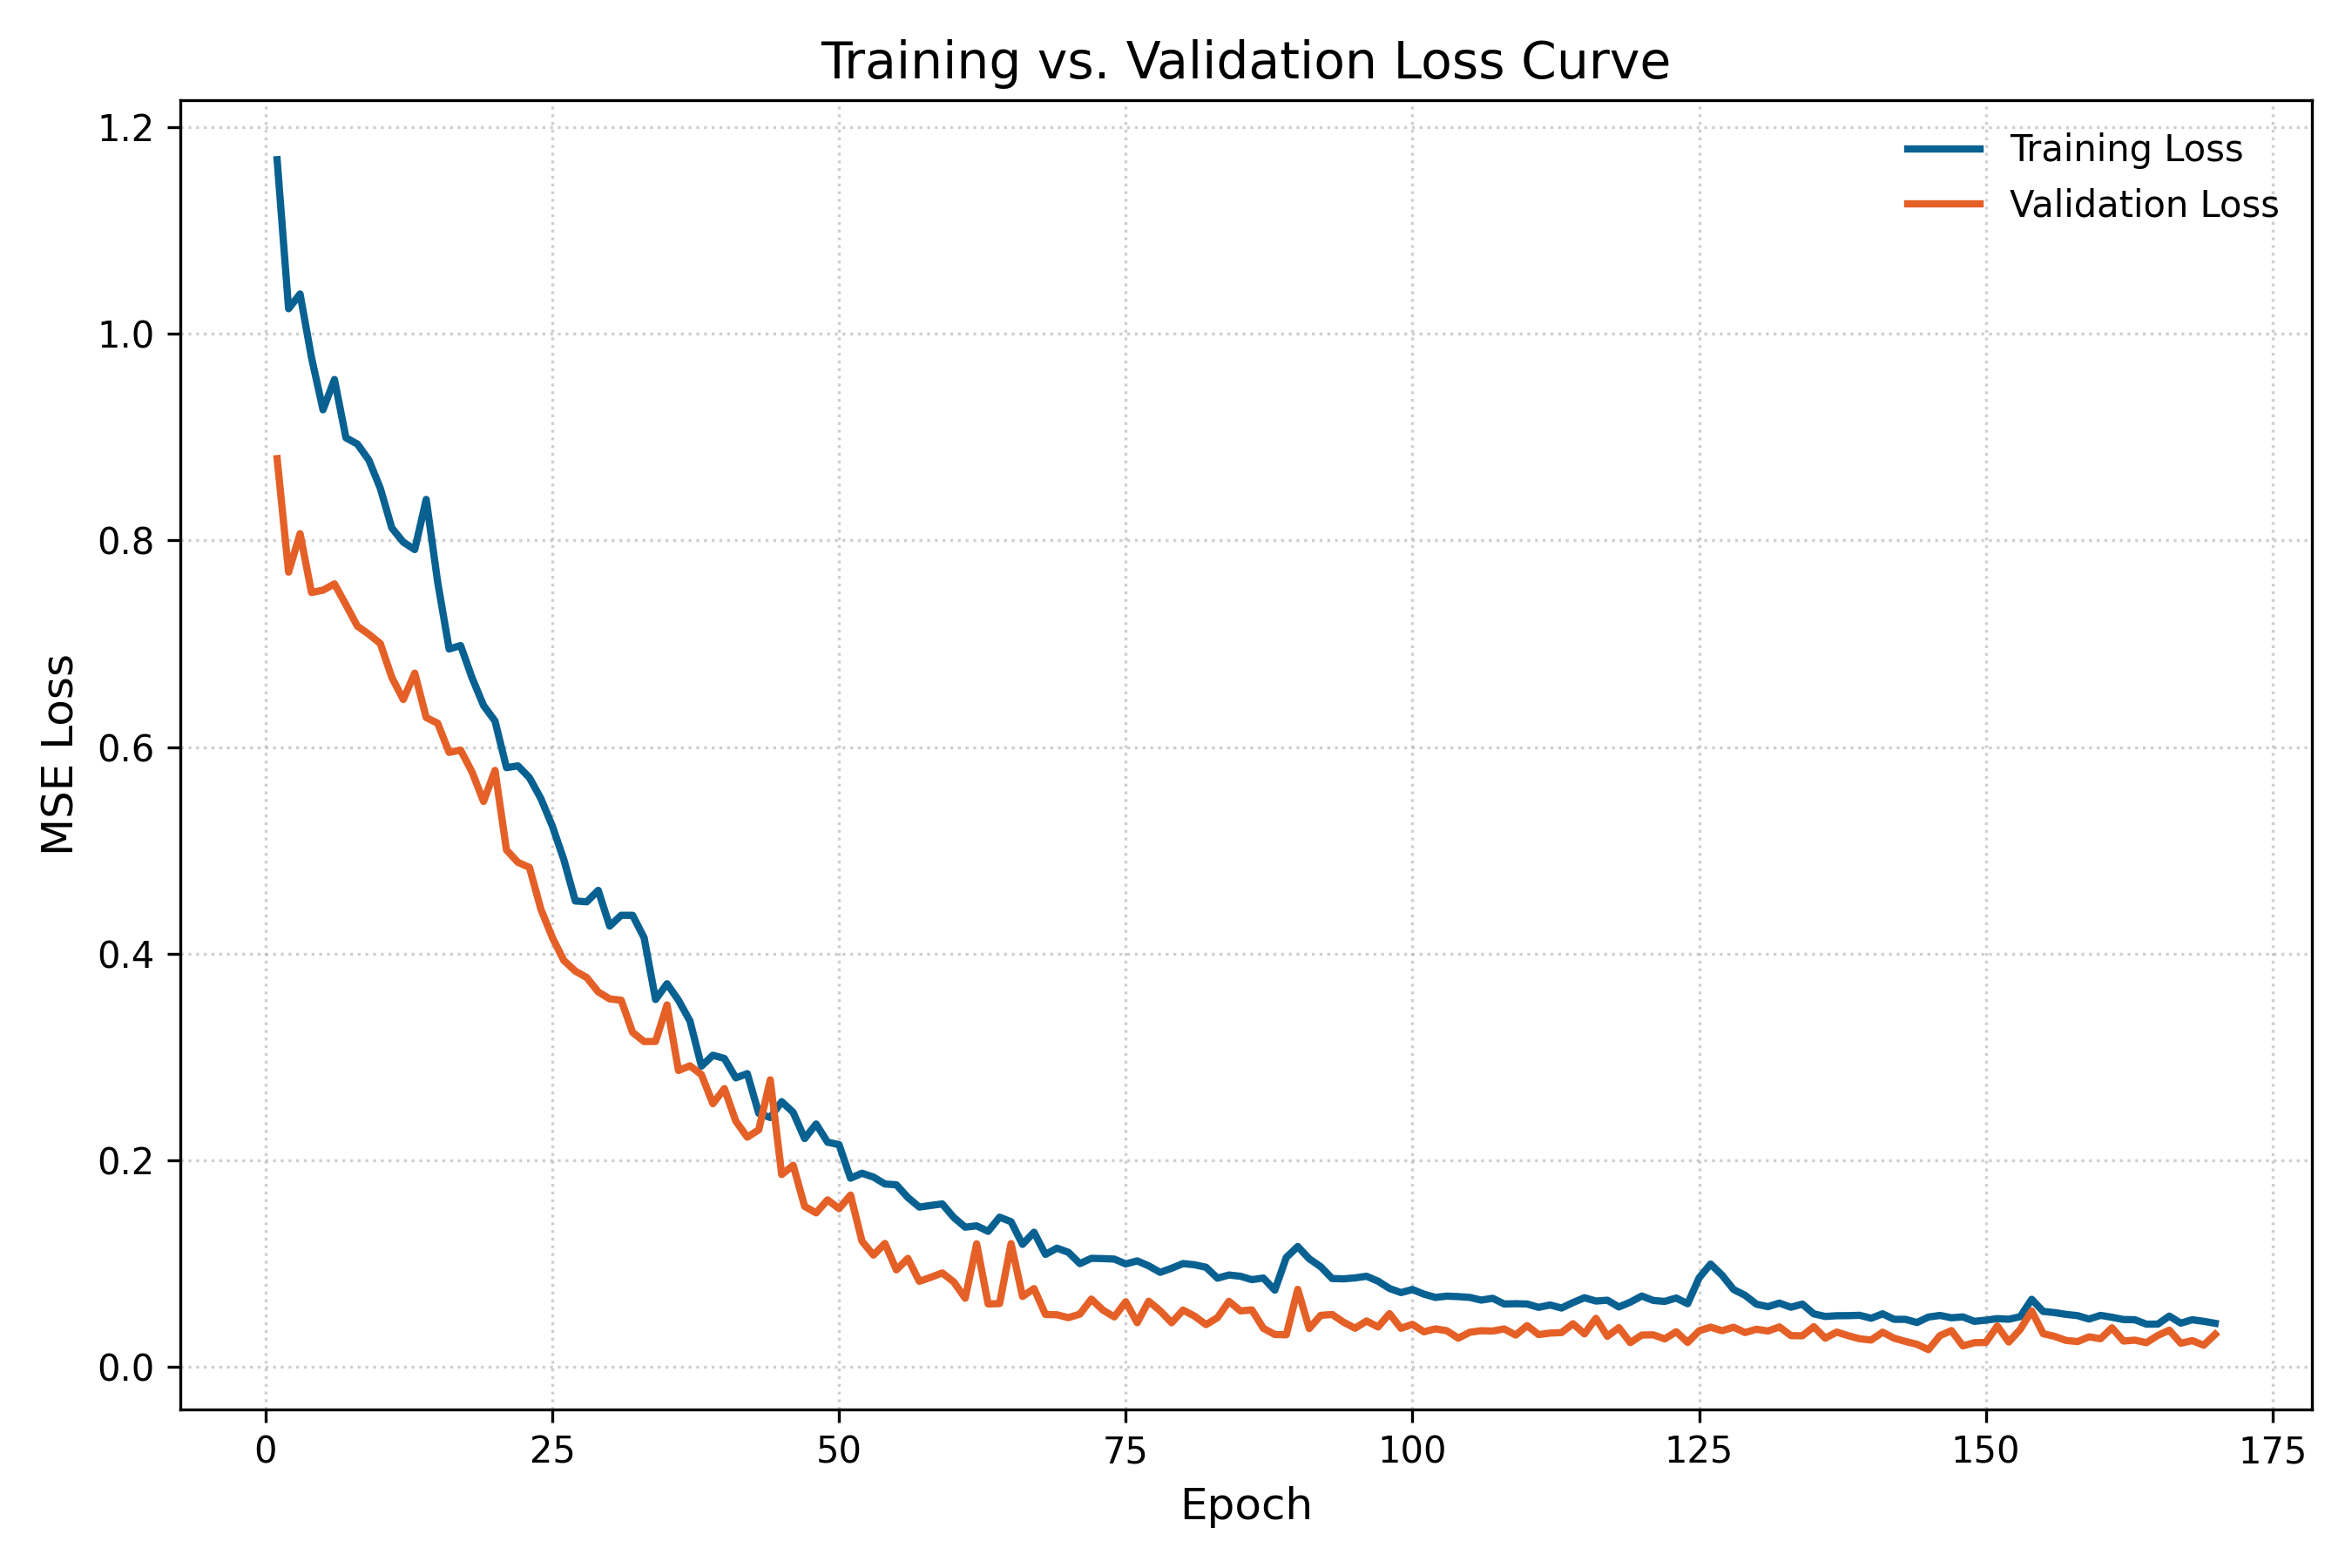 Training vs. Validation Loss Curve
Training Loss
Validation Loss
MSE Loss
1.2
1.0
0.8
0.6
0.4
0.2
0.0
0 25 50 75 100 125 150 175
Epoch